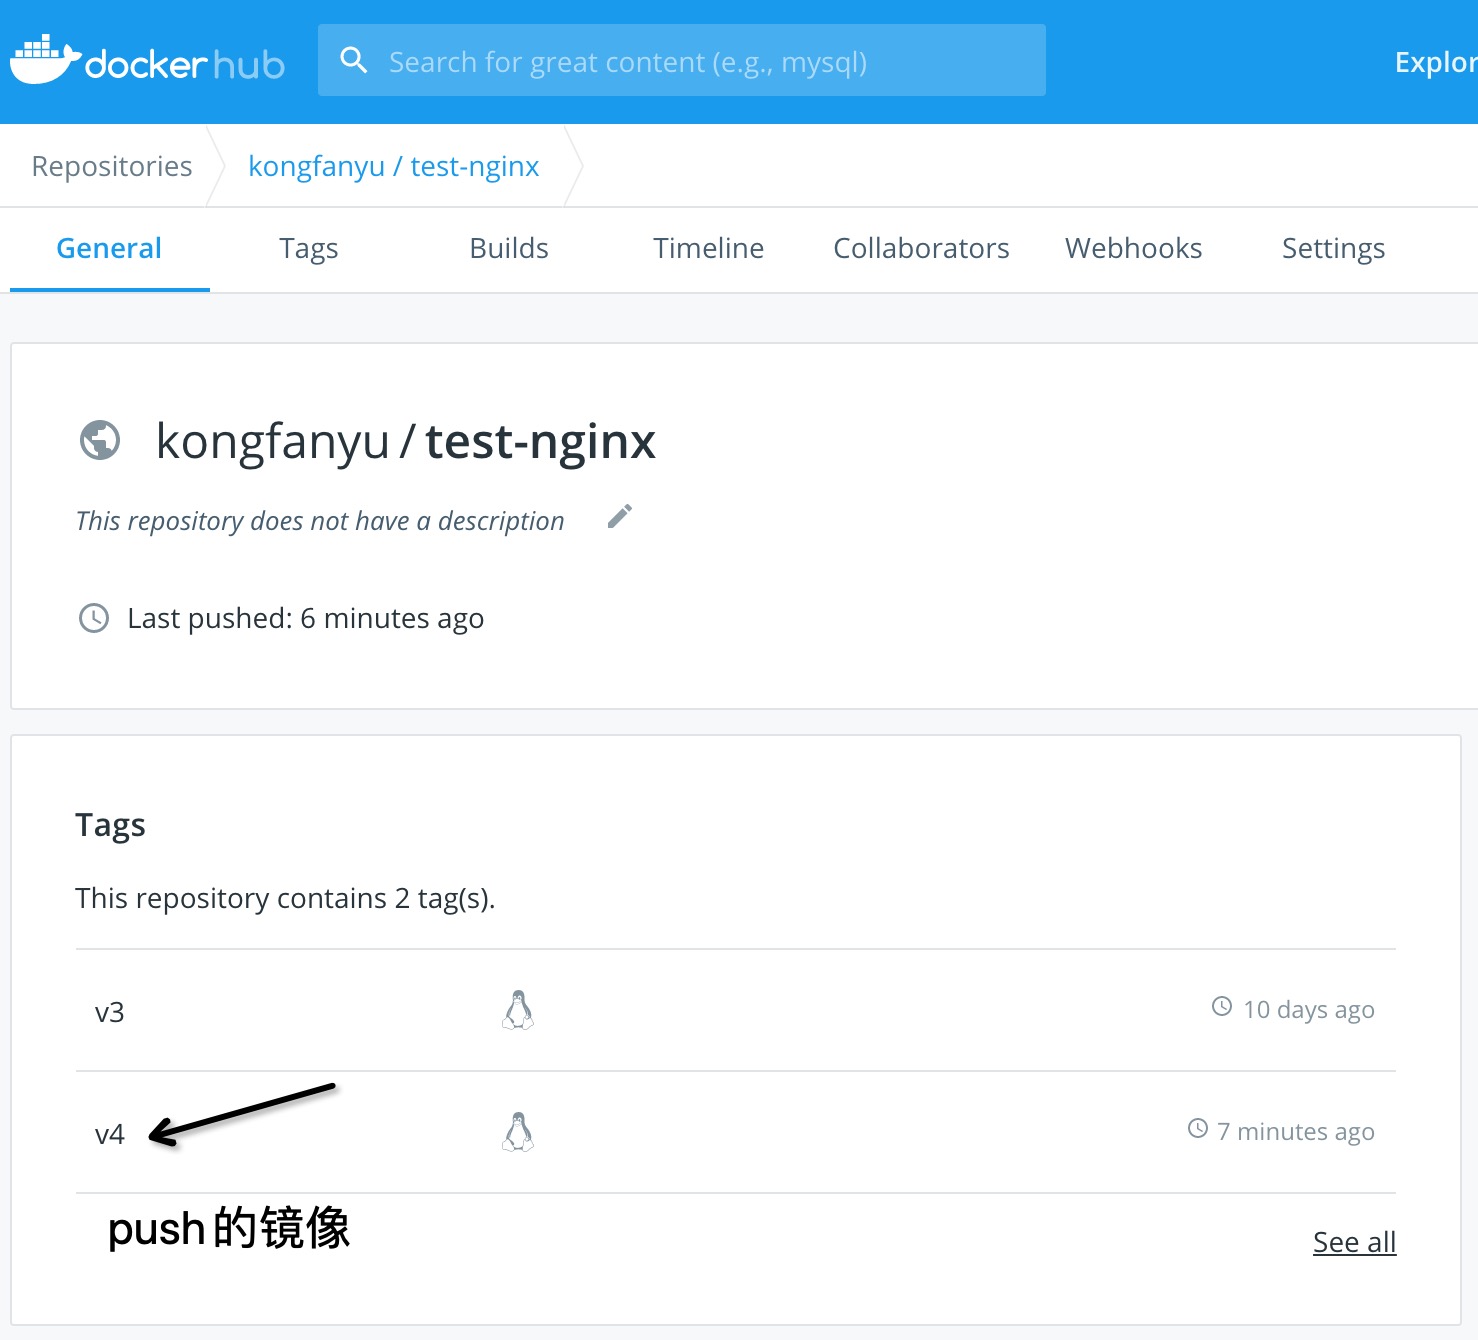 docker hub
Search for great content (e.g., mysql)
Explor
Repositories
kongfanyu / test-nginx
General
Tags
Builds
Timeline
Collaborators
Webhooks
Settings
kongfanyu / test-nginx
This repository does not have a description
Last pushed: 6 minutes ago
Tags
This repository contains 2 tag(s).
v3
10 days ago
v4
7 minutes ago
push的镜像
See all